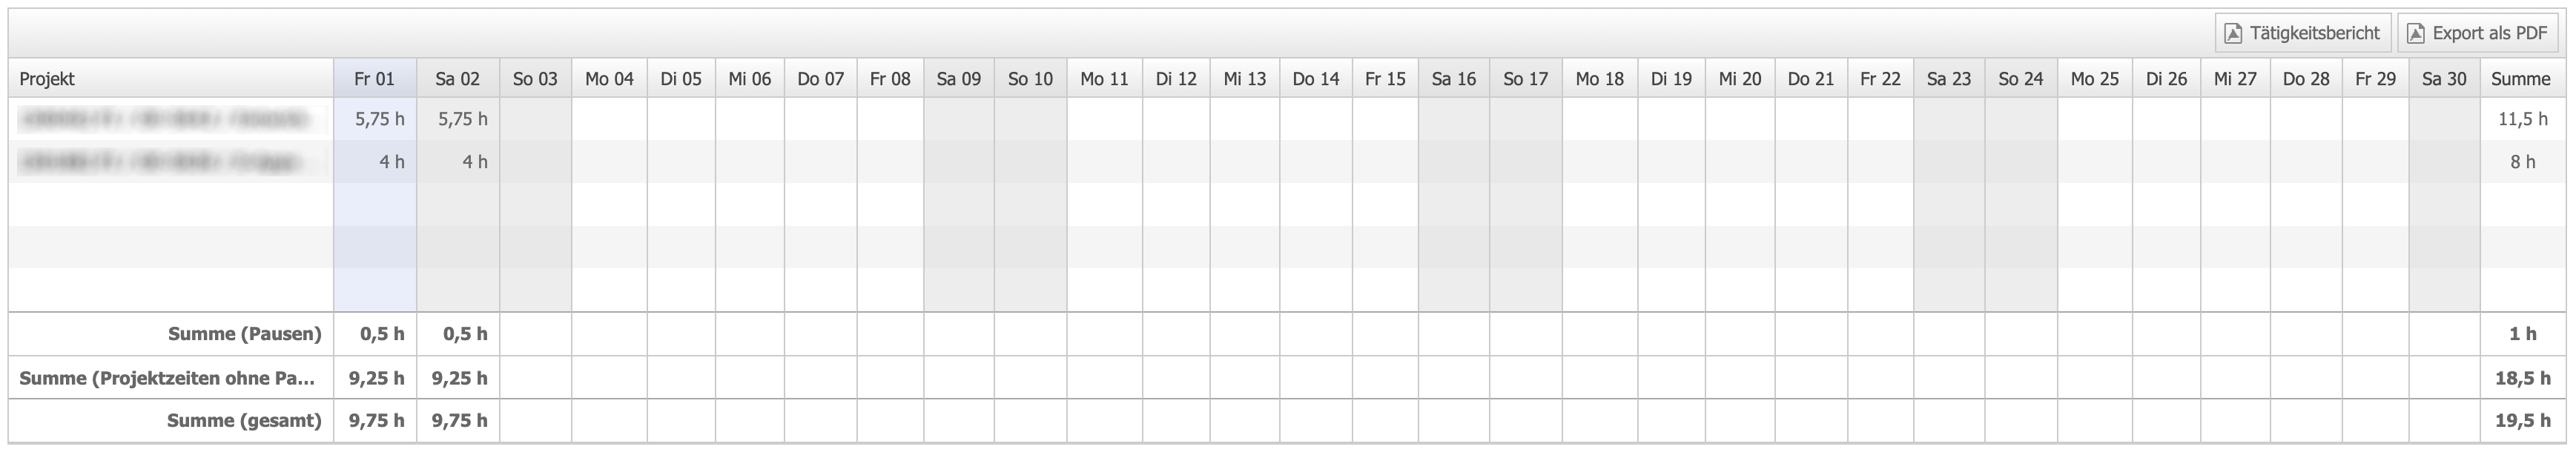 Tätigkeitsbericht Export als PDF
Projekt Fr 01 Sa 02 So 03 Mo 04 Di 05 Mi 06 Do 07 Fr 08 Sa 09 So 10 Mo 11 Di 12 Mi 13 Do 14 Fr 15 Sa 16 So 17 Mo 18 Di 19 Mi 20 Do 21 Fr 22 Sa 23 So 24 Mo 25 Di 26 Mi 27 Do 28 Fr 29 Sa 30 Summe
5,75 h 5,75 h 11,5 h
4 h 4 h 8 h
Summe (Pausen) 0,5 h 0,5 h 1 h
Summe (Projektzeiten ohne Pa... 9,25 h 9,25 h 18,5 h
Summe (gesamt) 9,75 h 9,75 h 19,5 h